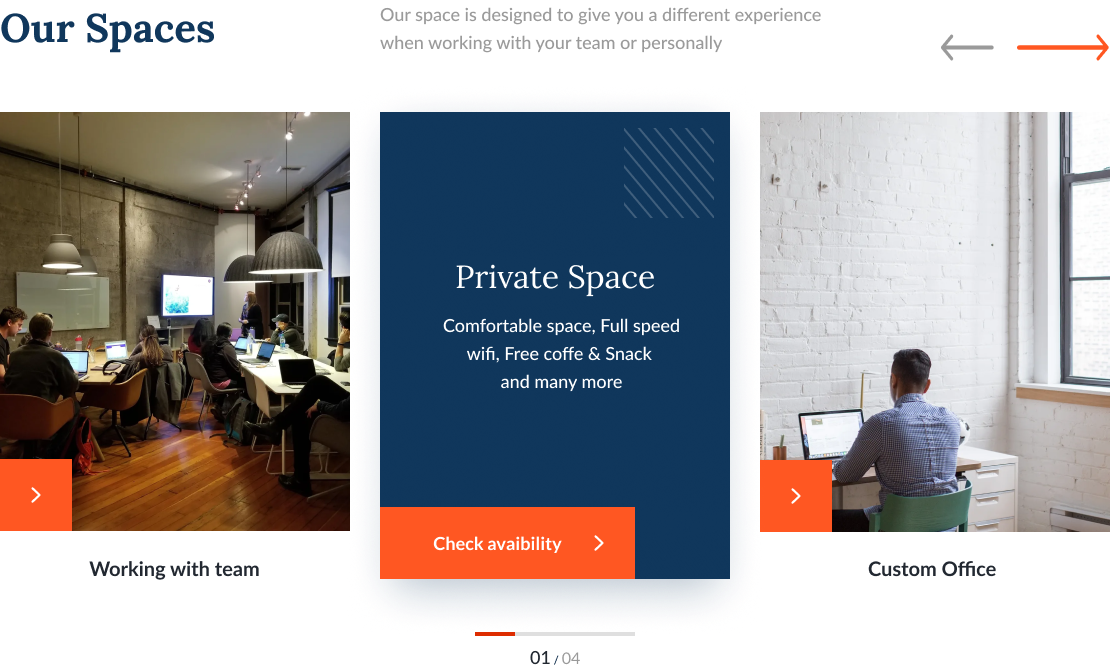 Our Spaces
Our space is designed to give you a different experience
when working with your team or personally
Private Space
Comfortable space, Full speed
wifi, Free coffe & Snack
and many more
Check avaibility
Working with team
Custom Office
01 / 04